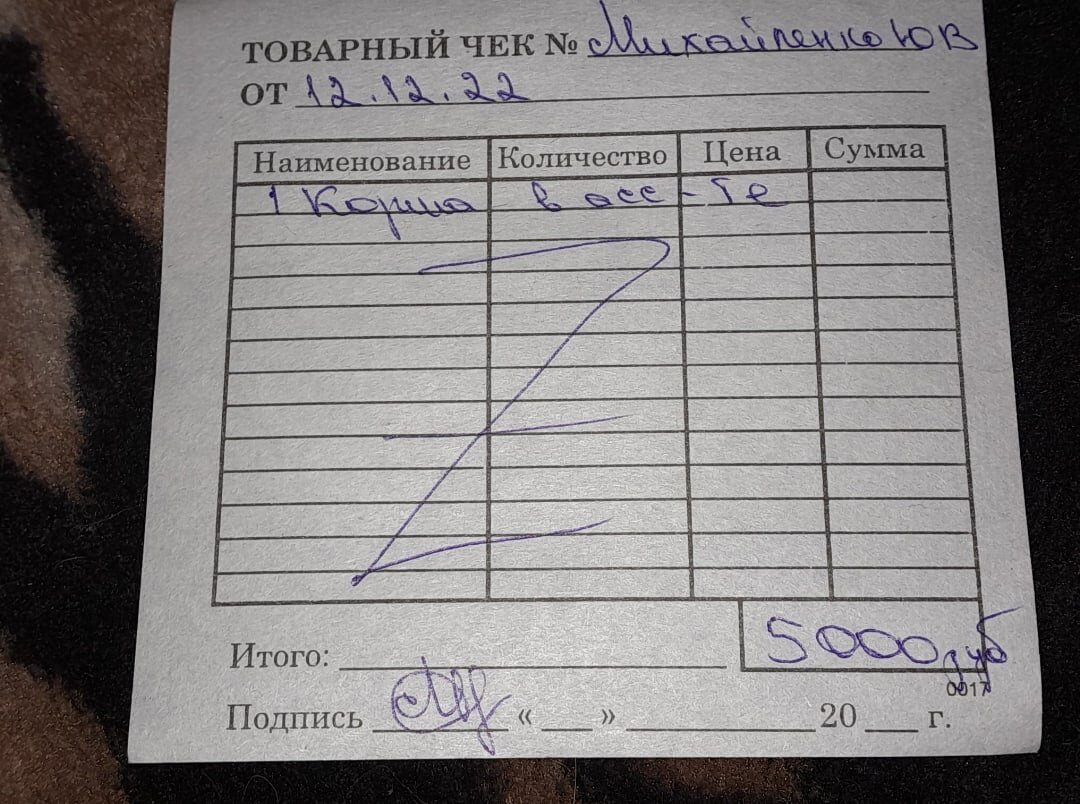 ТОВАРНЫЙ ЧЕК № Михайленко Ю В
ОТ 12.12.22
Наименование Количество Цена Сумма
1 Корма в асс-те
5000 руб
Итого:
0017
Подпись « » 20 г.